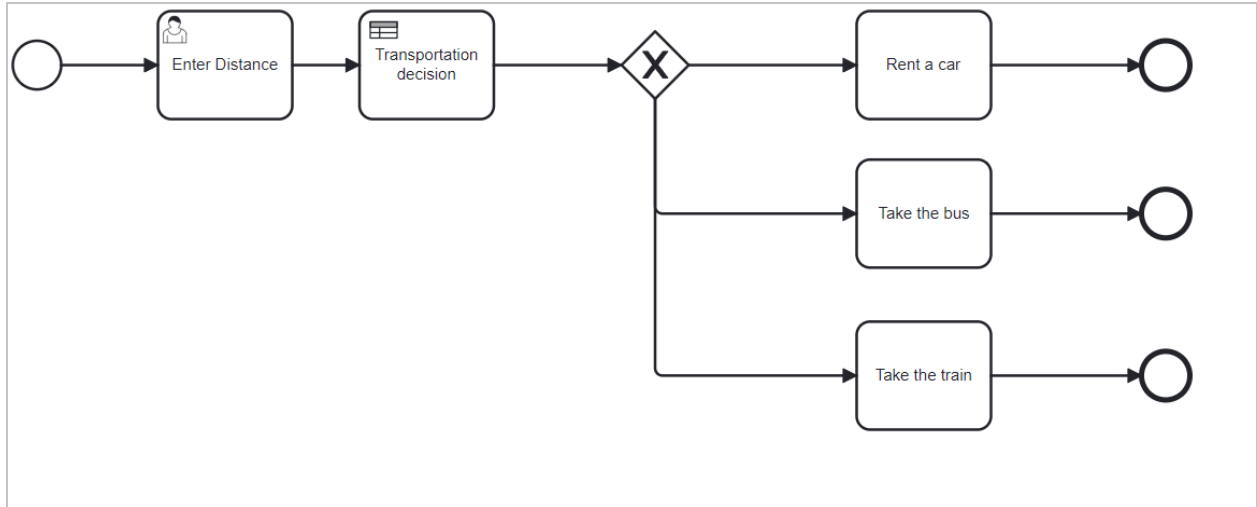 Enter Distance
Transportation
decision
Rent a car
Take the bus
Take the train